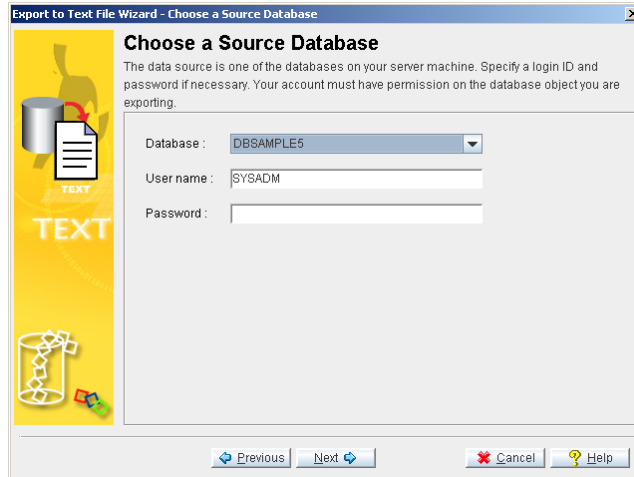 Export to Text File Wizard - Choose a Source Database
Choose a Source Database
The data source is one of the databases on your server machine. Specify a login ID and
password if necessary. Your account must have permission on the database object you are
exporting.
Database : DBSAMPLE5
User name : SYSADM
Password :
TEXT
TEXT
Previous Next Cancel Help